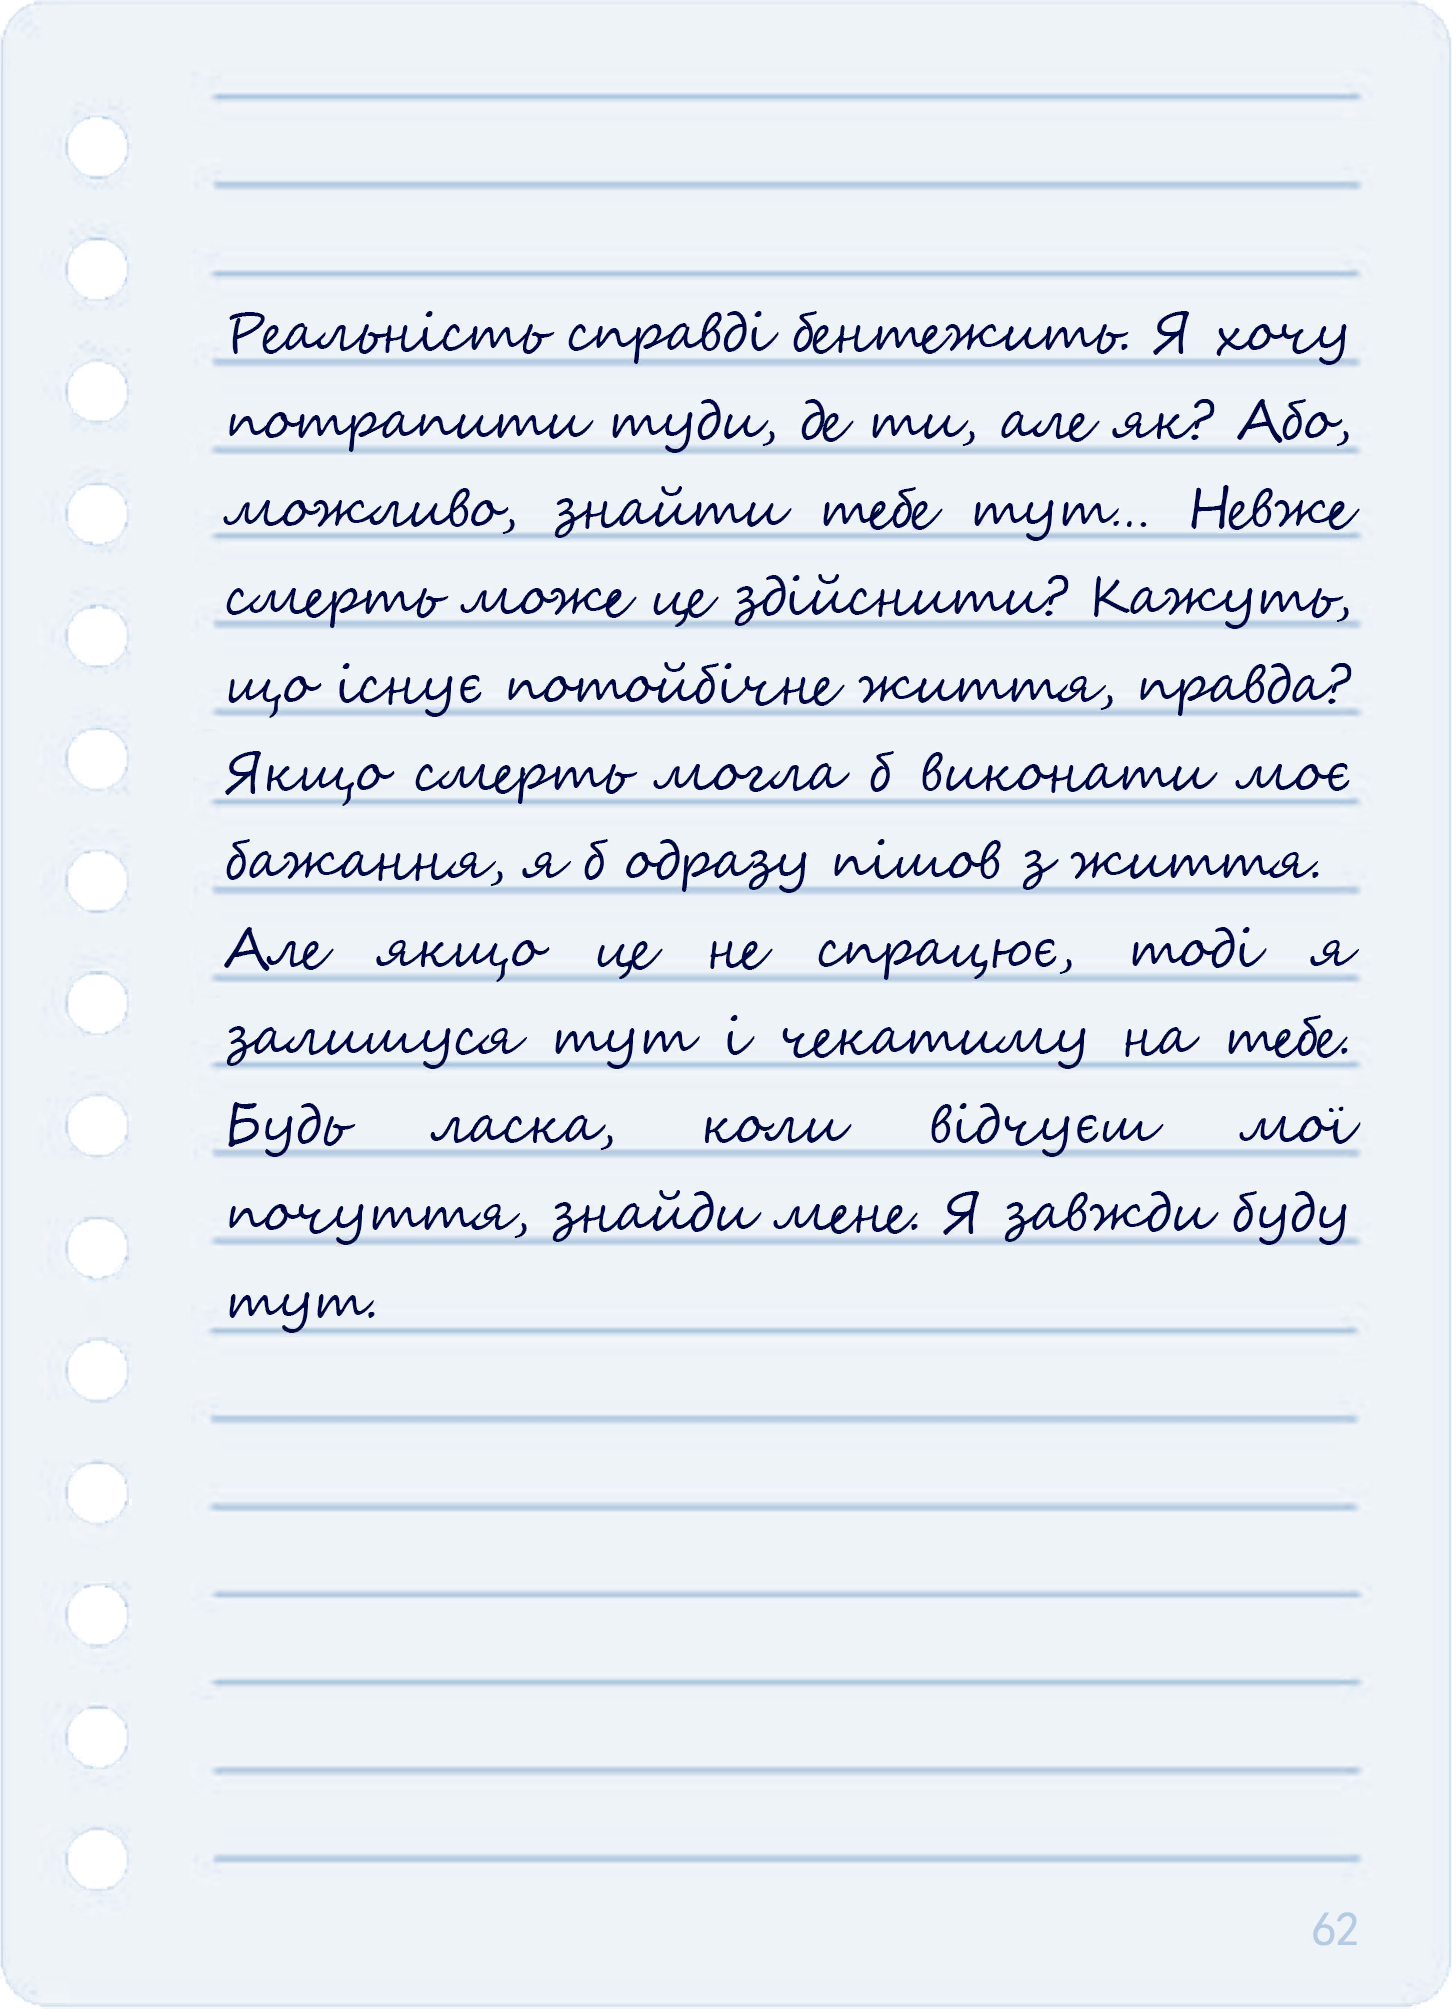 Реальність справді бентежить. Я хочу
потрапити туди, де ти, але як? Або,
можливо, знайти тебе тут... Невже
смерть може це здійснити? Кажуть,
що існує потойбічне життя, правда?
Якщо смерть могла б виконати моє
бажання, я б одразу пішов з життя.
Але якщо це не спрацює, тоді я
залишуся тут і чекатиму на тебе.
Будь ласка, коли відчуєш мої
почуття, знайди мене. Я завжди буду
тут.
62